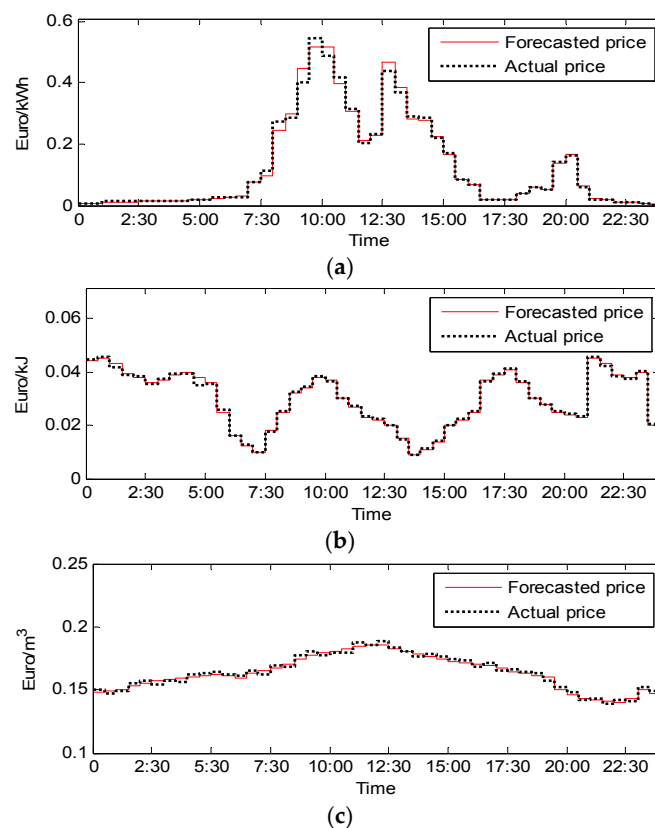 0.6
0.4
0.2
0
Euro/kWh
Forecasted price
Actual price
0 2:30 5:00 7:30 10:00 12:30 15:00 17:30 20:00 22:30
Time
(a)
0.06
0.04
0.02
0
Euro/kJ
Forecasted price
Actual price
0 2:30 5:00 7:30 10:00 12:30 15:00 17:30 20:00 22:30
Time
(b)
0.25
0.2
0.15
0.1
Euro/m³
Forecasted price
Actual price
0 2:30 5:00 7:30 10:00 12:30 15:00 17:30 20:00 22:30
Time
(c)